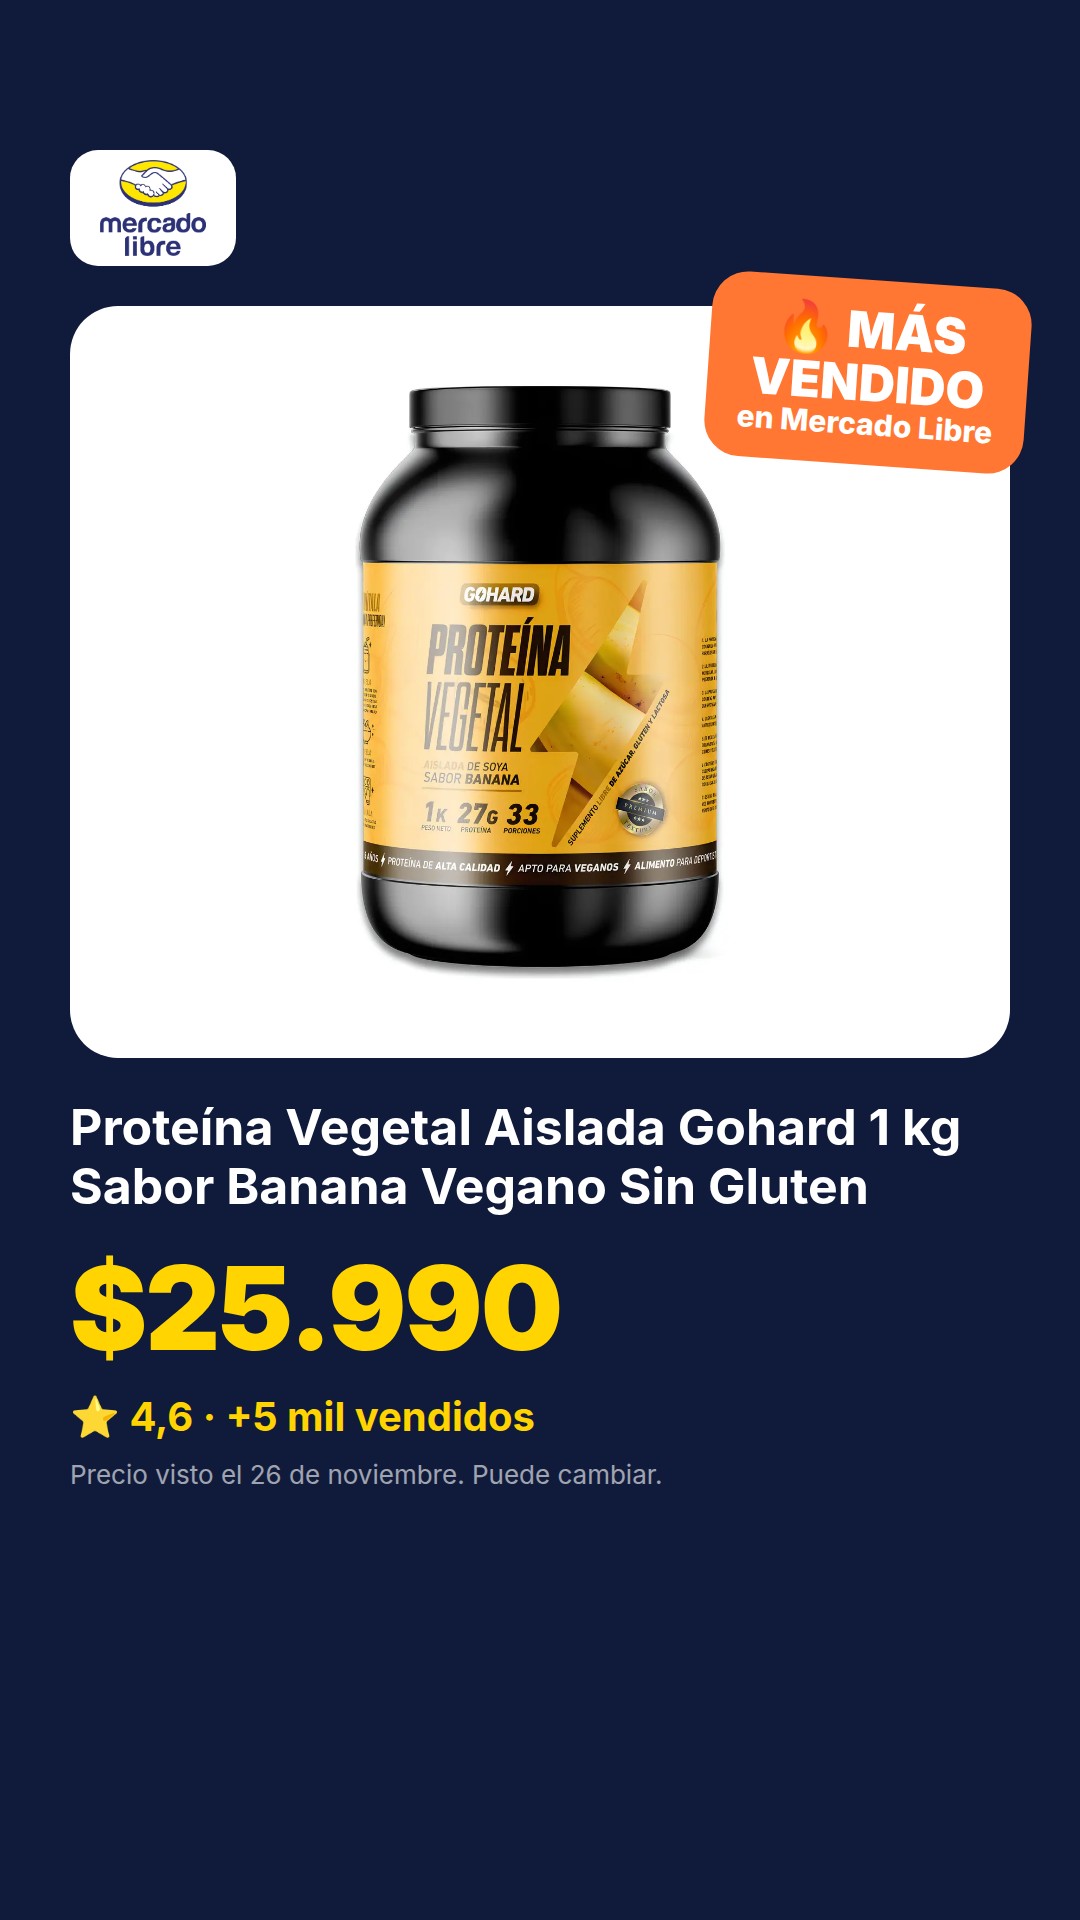 mercado
libre
🔥 MÁS
VENDIDO
en Mercado Libre
GOHARD
PROTEÍNA
VEGETAL
AISLADA DE SOYA
SABOR BANANA
1K 27G 33
PESO NETO PROTEÍNA PORCIONES
SUPLEMENTO LIBRE DE AZÚCAR, GLUTEN Y LACTOSA
SABOR
PREMIUM
AÑOS PROTEÍNA DE ALTA CALIDAD APTO PARA VEGANOS ALIMENTO PARA
Proteína Vegetal Aislada Gohard 1 kg
Sabor Banana Vegano Sin Gluten
$25.990
⭐ 4,6 · +5 mil vendidos
Precio visto el 26 de noviembre. Puede cambiar.